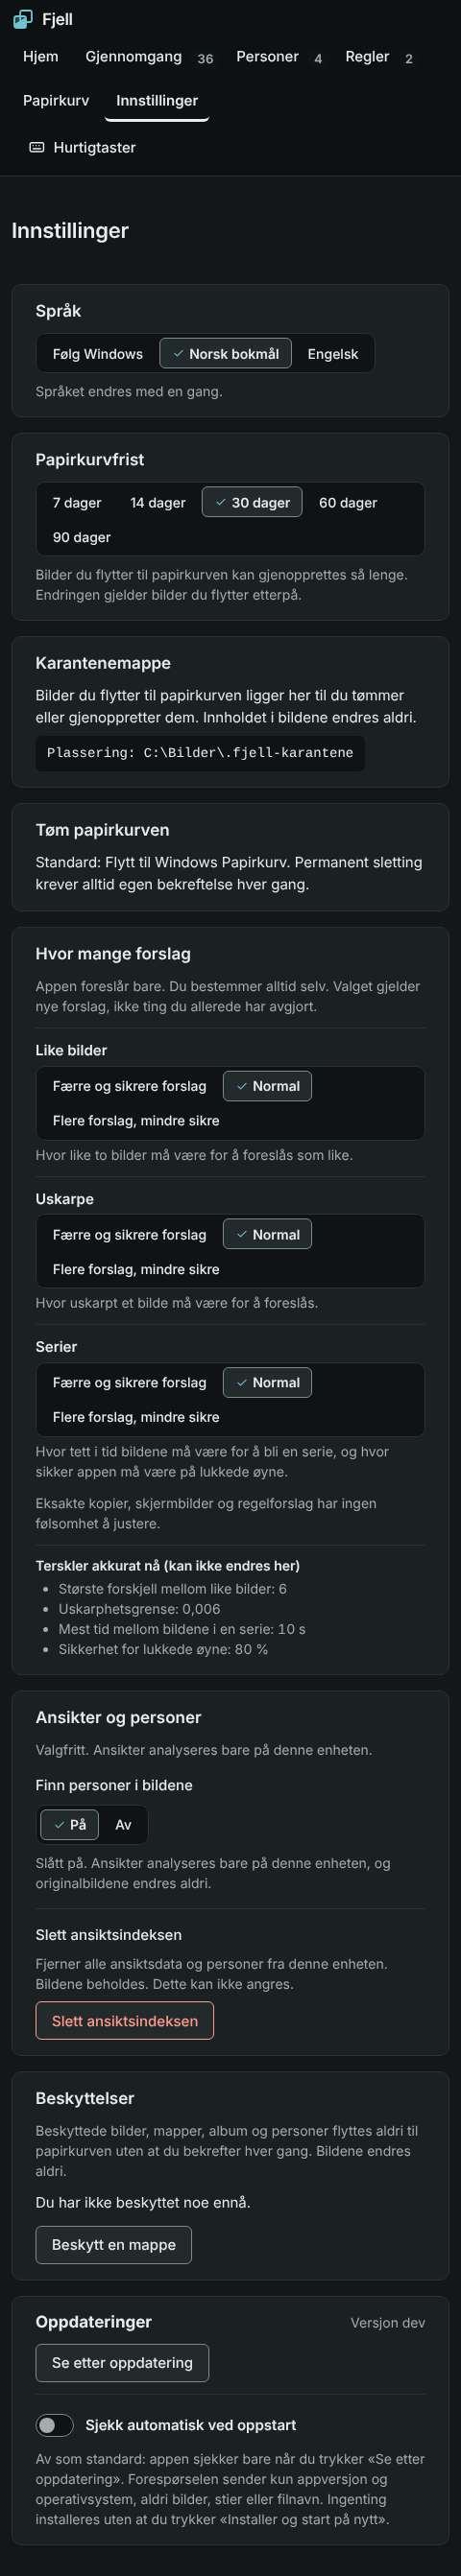 Fjell
Hjem Gjennomgang 36 Personer 4 Regler 2
Papirkurv Innstillinger
Hurtigtaster
Innstillinger
Språk
Følg Windows Norsk bokmål Engelsk
Språket endres med en gang.
Papirkurvfrist
7 dager 14 dager 30 dager 60 dager
90 dager
Bilder du flytter til papirkurven kan gjenopprettes så lenge.
Endringen gjelder bilder du flytter etterpå.
Karantenemappe
Bilder du flytter til papirkurven ligger her til du tømmer
eller gjenoppretter dem. Innholdet i bildene endres aldri.
Plassering: C:\Bilder\.fjell-karantene
Tøm papirkurven
Standard: Flytt til Windows Papirkurv. Permanent sletting
krever alltid egen bekreftelse hver gang.
Hvor mange forslag
Appen foreslår bare. Du bestemmer alltid selv. Valget gjelder
nye forslag, ikke ting du allerede har avgjort.
Like bilder
Færre og sikrere forslag Normal
Flere forslag, mindre sikre
Hvor like to bilder må være for å foreslås som like.
Uskarpe
Færre og sikrere forslag Normal
Flere forslag, mindre sikre
Hvor uskarpt et bilde må være for å foreslås.
Serier
Færre og sikrere forslag Normal
Flere forslag, mindre sikre
Hvor tett i tid bildene må være for å bli en serie, og hvor
sikker appen må være på lukkede øyne.
Eksakte kopier, skjermbilder og regelforslag har ingen
følsomhet å justere.
Terskler akkurat nå (kan ikke endres her)
• Største forskjell mellom like bilder: 6
• Uskarphetsgrense: 0,006
• Mest tid mellom bildene i en serie: 10 s
• Sikkerhet for lukkede øyne: 80 %
Ansikter og personer
Valgfritt. Ansikter analyseres bare på denne enheten.
Finn personer i bildene
På Av
Slått på. Ansikter analyseres bare på denne enheten, og
originalbildene endres aldri.
Slett ansiktsindeksen
Fjerner alle ansiktsdata og personer fra denne enheten.
Bildene beholdes. Dette kan ikke angres.
Slett ansiktsindeksen
Beskyttelser
Beskyttede bilder, mapper, album og personer flyttes aldri til
papirkurven uten at du bekrefter hver gang. Bildene endres
aldri.
Du har ikke beskyttet noe ennå.
Beskytt en mappe
Oppdateringer Versjon dev
Se etter oppdatering
Sjekk automatisk ved oppstart
Av som standard: appen sjekker bare når du trykker «Se etter
oppdatering». Forespørselen sender kun appversjon og
operativsystem, aldri bilder, stier eller filnavn. Ingenting
installeres uten at du trykker «Installer og start på nytt».